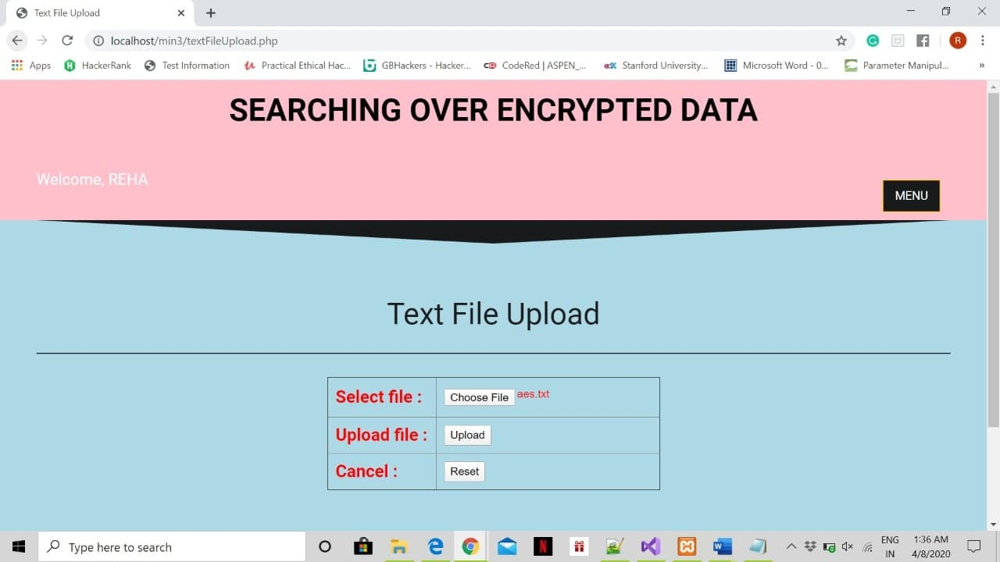 Text File Upload
localhost/min3/textFileUpload.php
R
Apps HackerRank Test Information Practical Ethical Hac... GBHackers - Hacker... CodeRed | ASPEN_... Stanford University... Microsoft Word - 0... Parameter Manipul... »
SEARCHING OVER ENCRYPTED DATA
Welcome, REHA
MENU
Text File Upload
Select file : Choose File aes.txt
Upload file : Upload
Cancel : Reset
Type here to search
ENG 1:36 AM
IN 4/8/2020